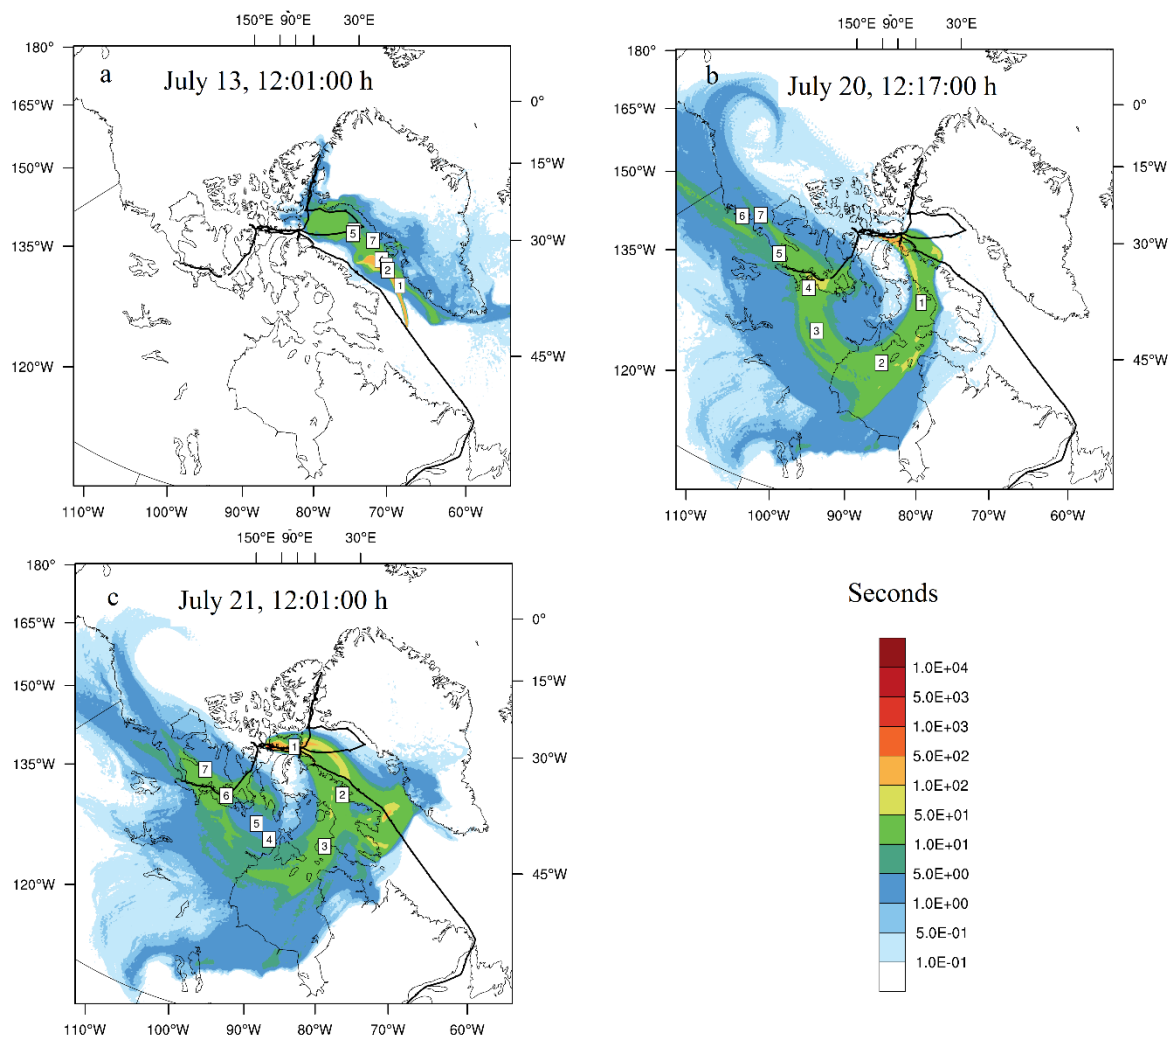 150°E 90°E 30°E
180°
a
July 13, 12:01:00 h
165°W
0°
150°W
15°W
135°W
30°W
5
7
2
1
120°W
45°W
110°W 100°W 90°W 80°W 70°W 60°W
150°E 90°E 30°E
180°
b
July 20, 12:17:00 h
165°W
0°
150°W
15°W
6 7
135°W
30°W
5
4
1
3
2
120°W
45°W
110°W 100°W 90°W 80°W 70°W 60°W
150°E 90°E 30°E
180°
c
July 21, 12:01:00 h
165°W
0°
150°W
15°W
1
135°W
30°W
7
6
2
5
4
3
120°W
45°W
110°W 100°W 90°W 80°W 70°W 60°W
Seconds
1.0E+04
5.0E+03
1.0E+03
5.0E+02
1.0E+02
5.0E+01
1.0E+01
5.0E+00
1.0E+00
5.0E-01
1.0E-01